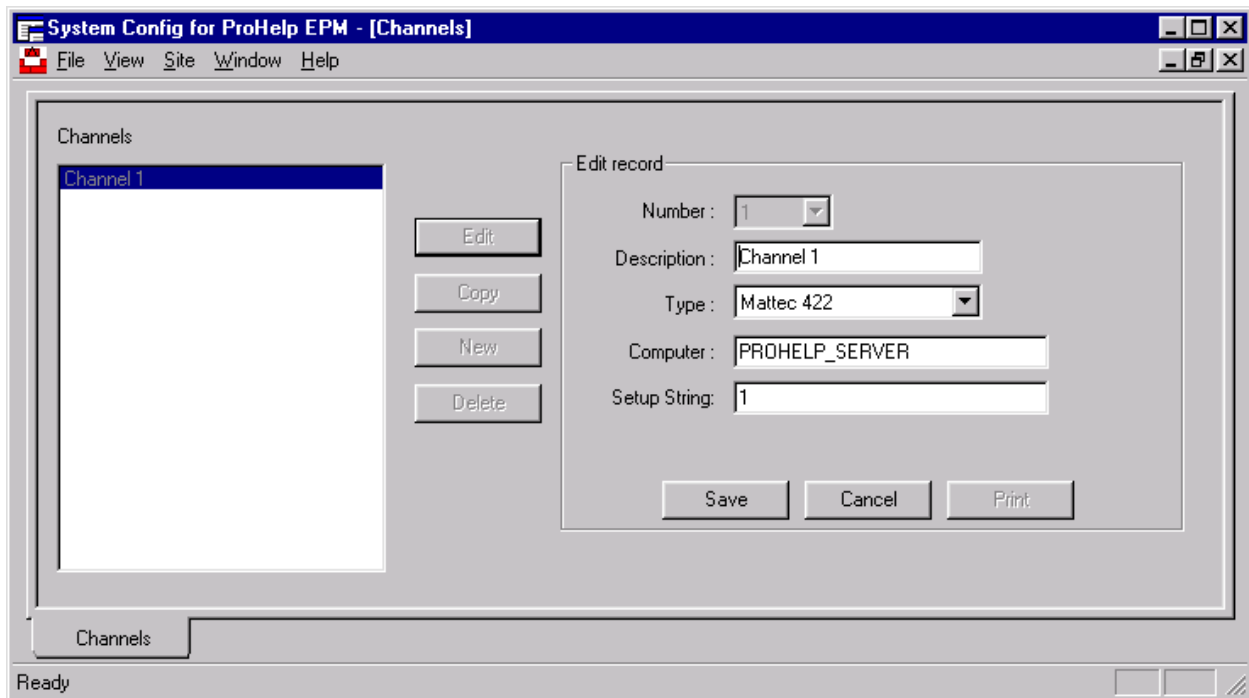 System Config for ProHelp EPM - [Channels]
File View Site Window Help
Channels
Channel 1
Edit
Copy
New
Delete
Edit record
Number : 1
Description : Channel 1
Type : Mattec 422
Computer : PROHELP_SERVER
Setup String: 1
Save Cancel Print
Channels
Ready